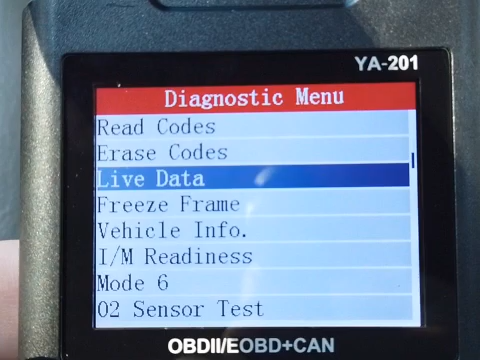 YA-201
Diagnostic Menu
Read Codes
Erase Codes
Live Data
Freeze Frame
Vehicle Info.
I/M Readiness
Mode 6
O2 Sensor Test
OBDII/EOBD+CAN